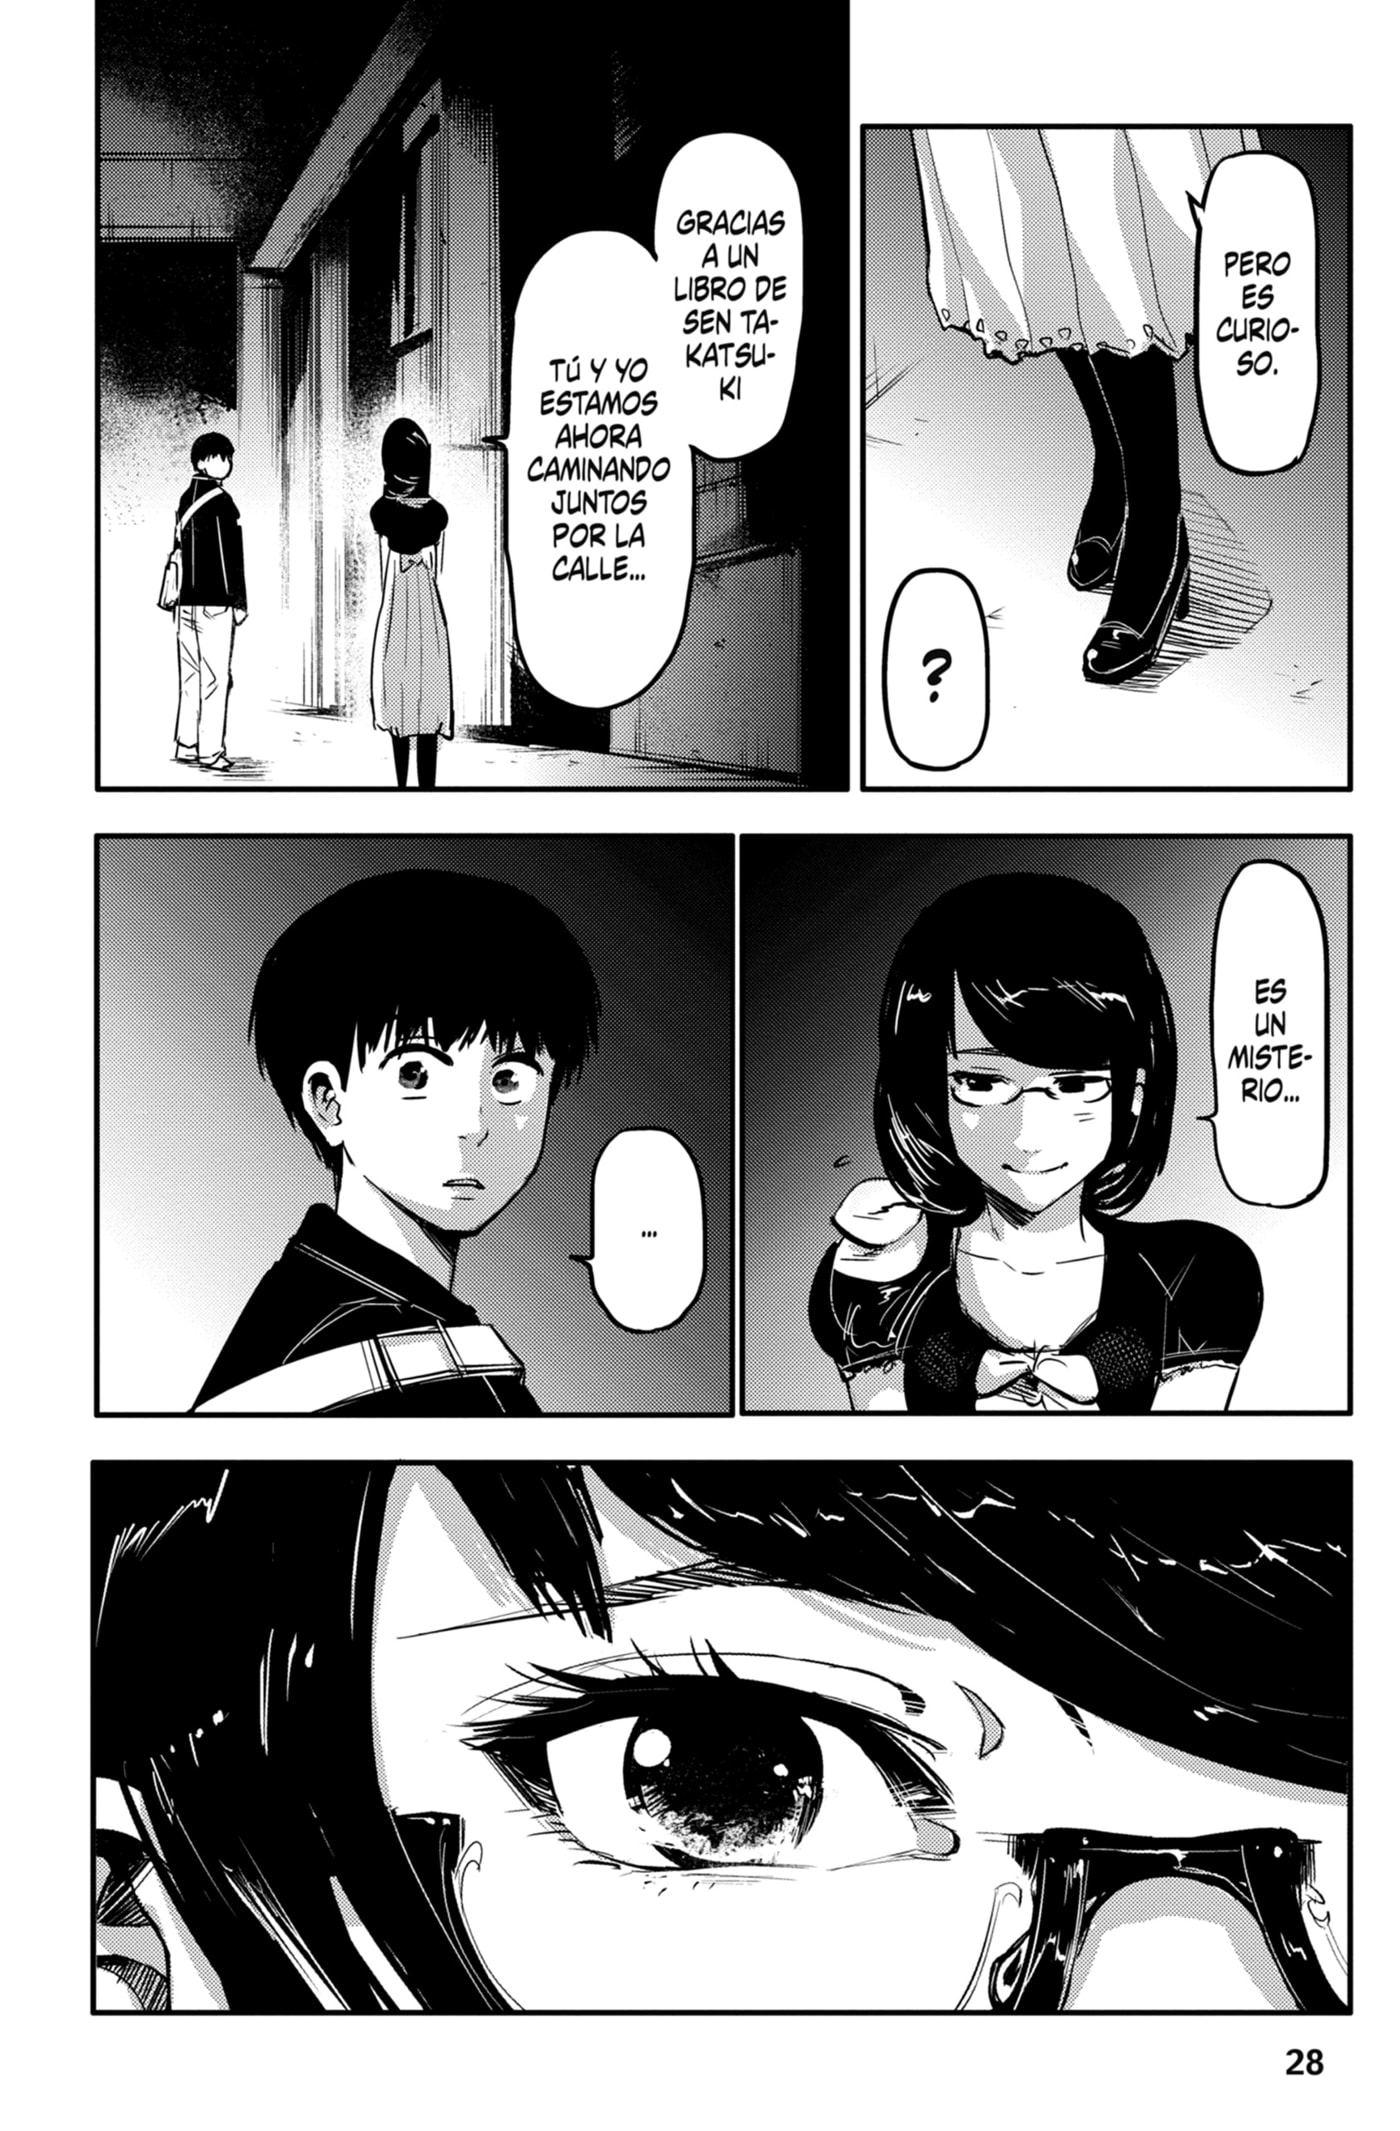 PERO
ES
CURIO-
SO.
?
GRACIAS
A UN
LIBRO DE
SEN TA-
KATSU-
KI
TÚ Y YO
ESTAMOS
AHORA
CAMINANDO
JUNTOS
POR LA
CALLE...
ES
UN
MISTE-
RIO...
...
28